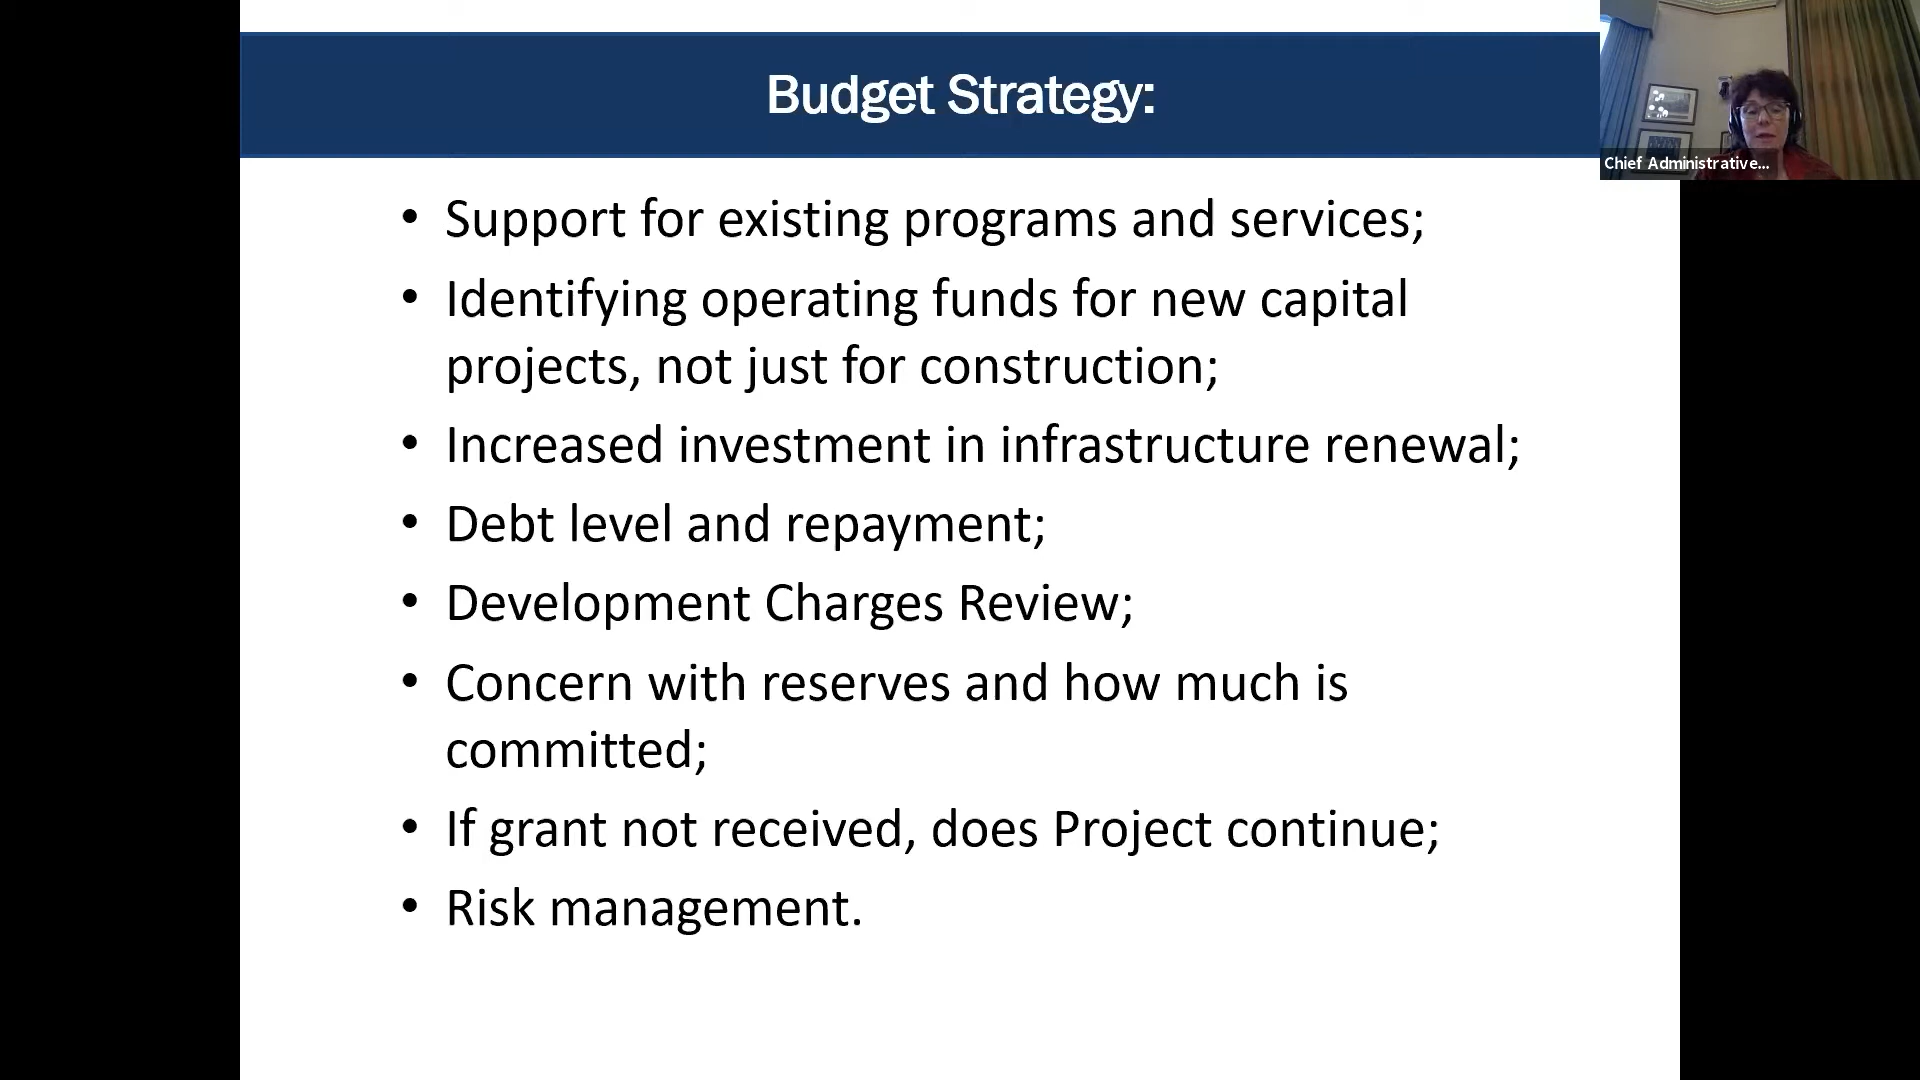 Budget Strategy:
Chief Administrative...
• Support for existing programs and services;
• Identifying operating funds for new capital
projects, not just for construction;
• Increased investment in infrastructure renewal;
• Debt level and repayment;
• Development Charges Review;
• Concern with reserves and how much is
committed;
• If grant not received, does Project continue;
• Risk management.